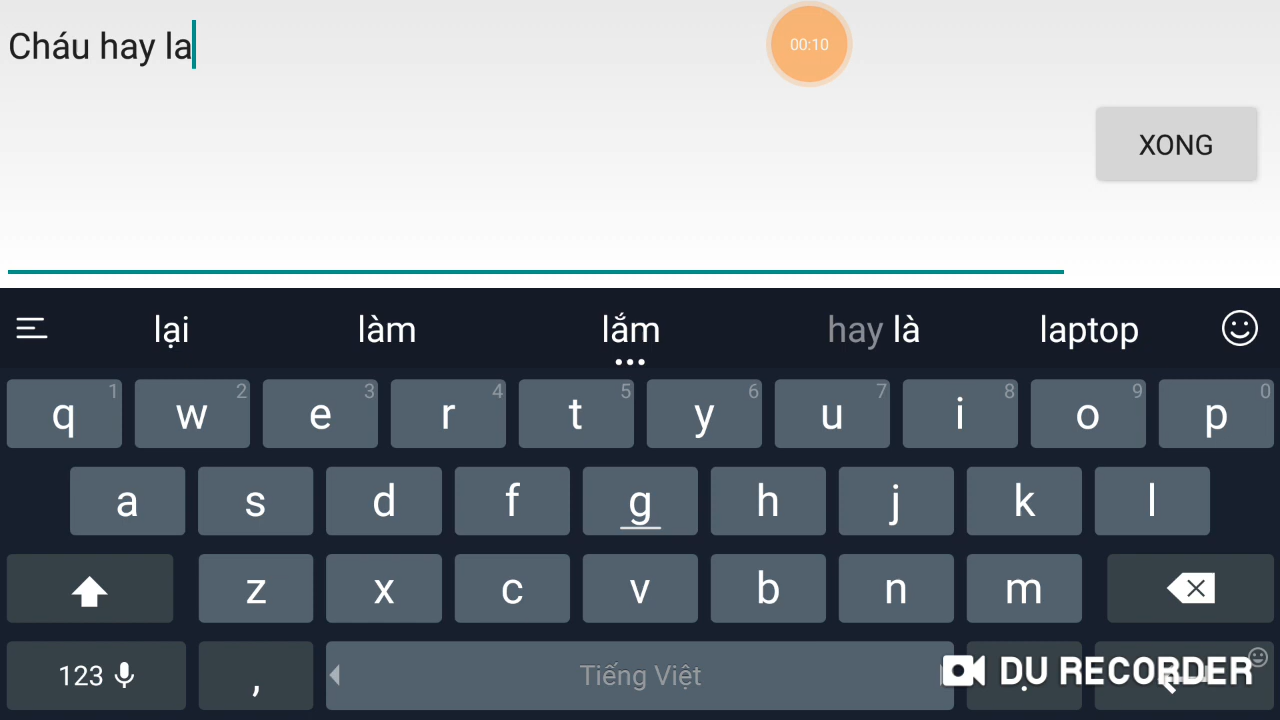 Cháu hay la
00:10
XONG
lại làm lắm hay là laptop
q 1 w 2 e 3 r 4 t 5 y 6 u 7 i 8 o 9 p 0
a s d f g h j k l
z x c v b n m
123 , Tiếng Việt .
DU RECORDER